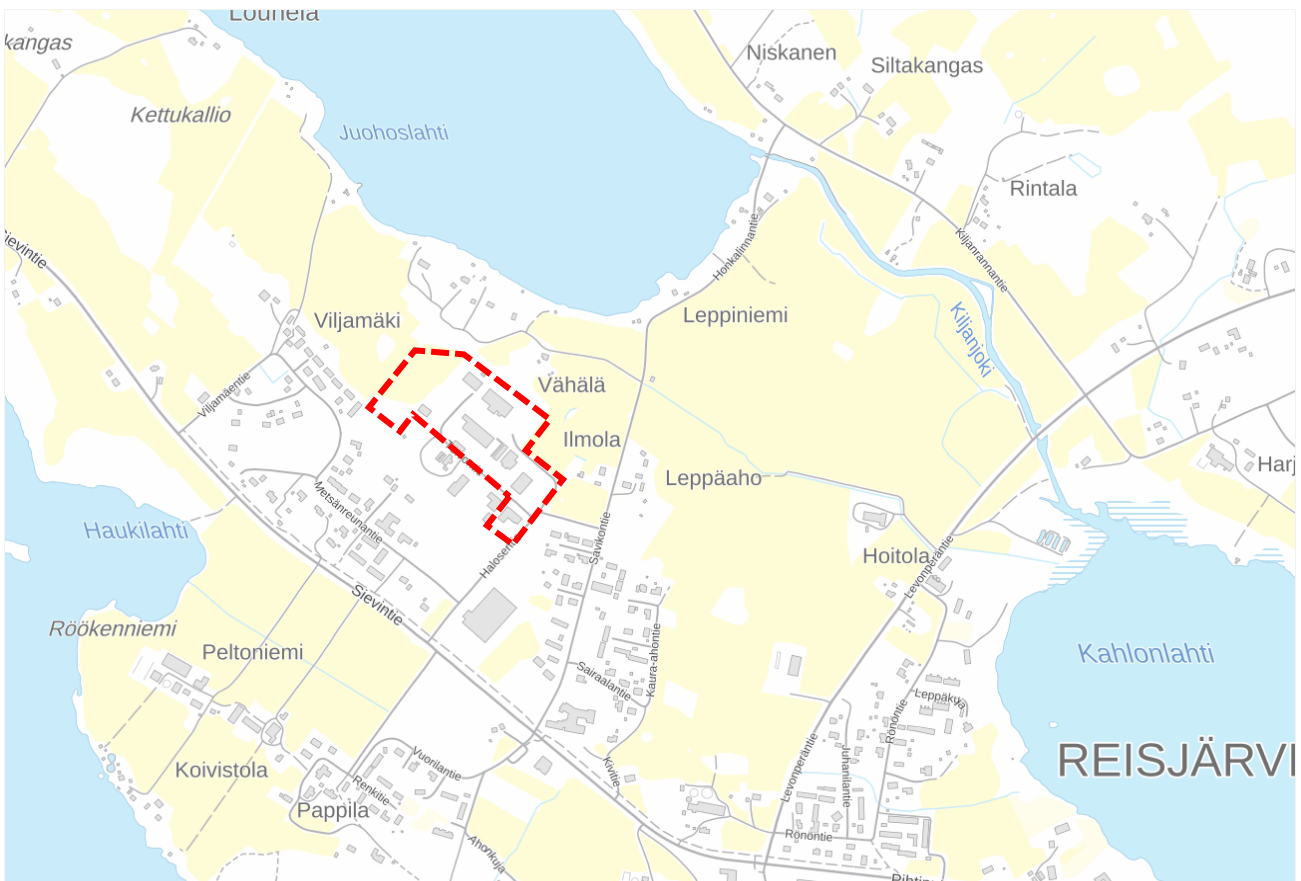 Louhela
kangas
Niskanen
Siltakangas
Kettukallio
Juohoslahti
Rintala
Honkalinnantie
Kiljanrannantie
Sievintie
Leppiniemi
Viljamäki
Kiljanjoki
Viljamäentie
Vähälä
Ilmola
Leppäaho
Harj
Metsänreunantie
Haukilahti
Savikontie
Hoitola
Levonperäntie
Sievintie
Röökenniemi
Peltoniemi
Kahlonlahti
Kaura-ahontie
Sairaalantie
Leppäkuja
Rönöntie
REISJÄRVI
Vuorilantie
Koivistola
Kivitie
Levonperäntie
Juhanilantie
Renkitie
Pappila
Rönöntie
Ahonkuja